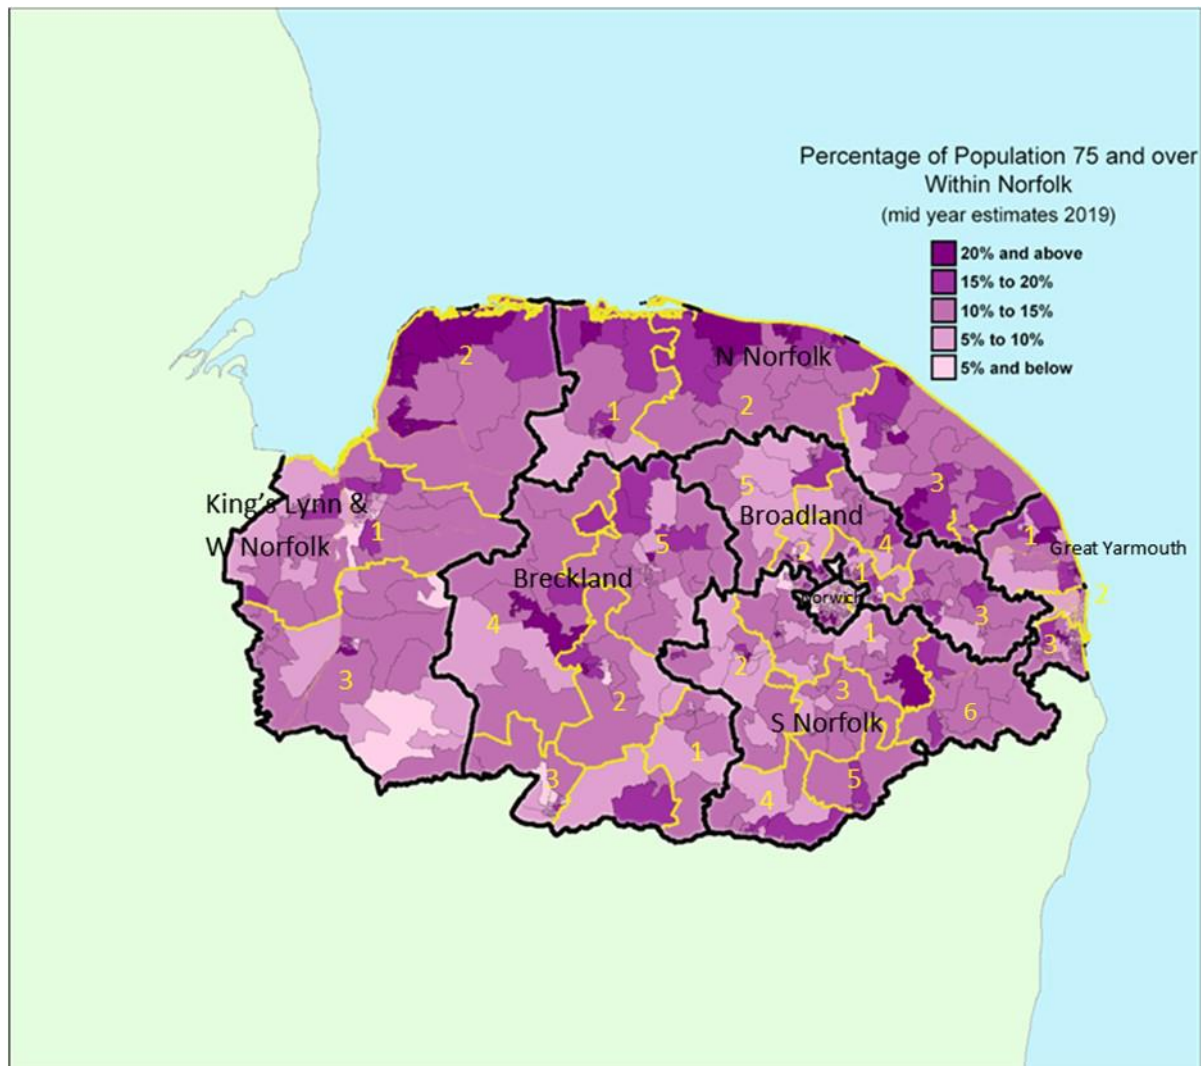 Percentage of Population 75 and over
Within Norfolk
(mid year estimates 2019)
20% and above
15% to 20%
10% to 15%
5% to 10%
5% and below
2
N Norfolk
1
2
3
5
King's Lynn &
W Norfolk
1
Broadland
5
2
4
1
1
Great Yarmouth
Breckland
Norwich
2
4
3
3
1
2
3
2
3
6
S Norfolk
1
3
5
4